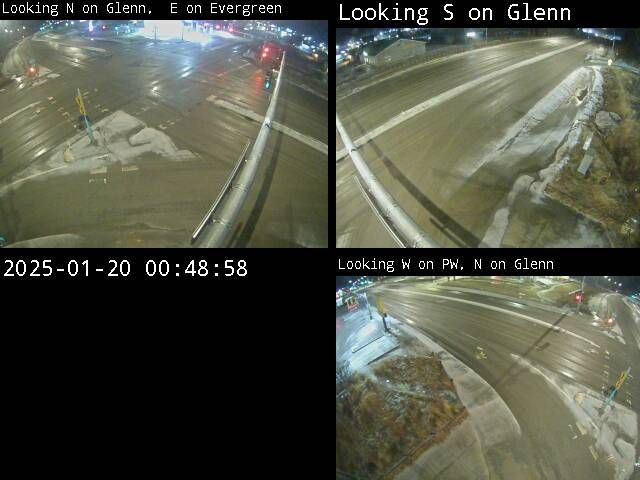 Looking N on Glenn,  E on Evergreen
Looking S on Glenn
2025-01-20 00:48:58
Looking W on PW, N on Glenn